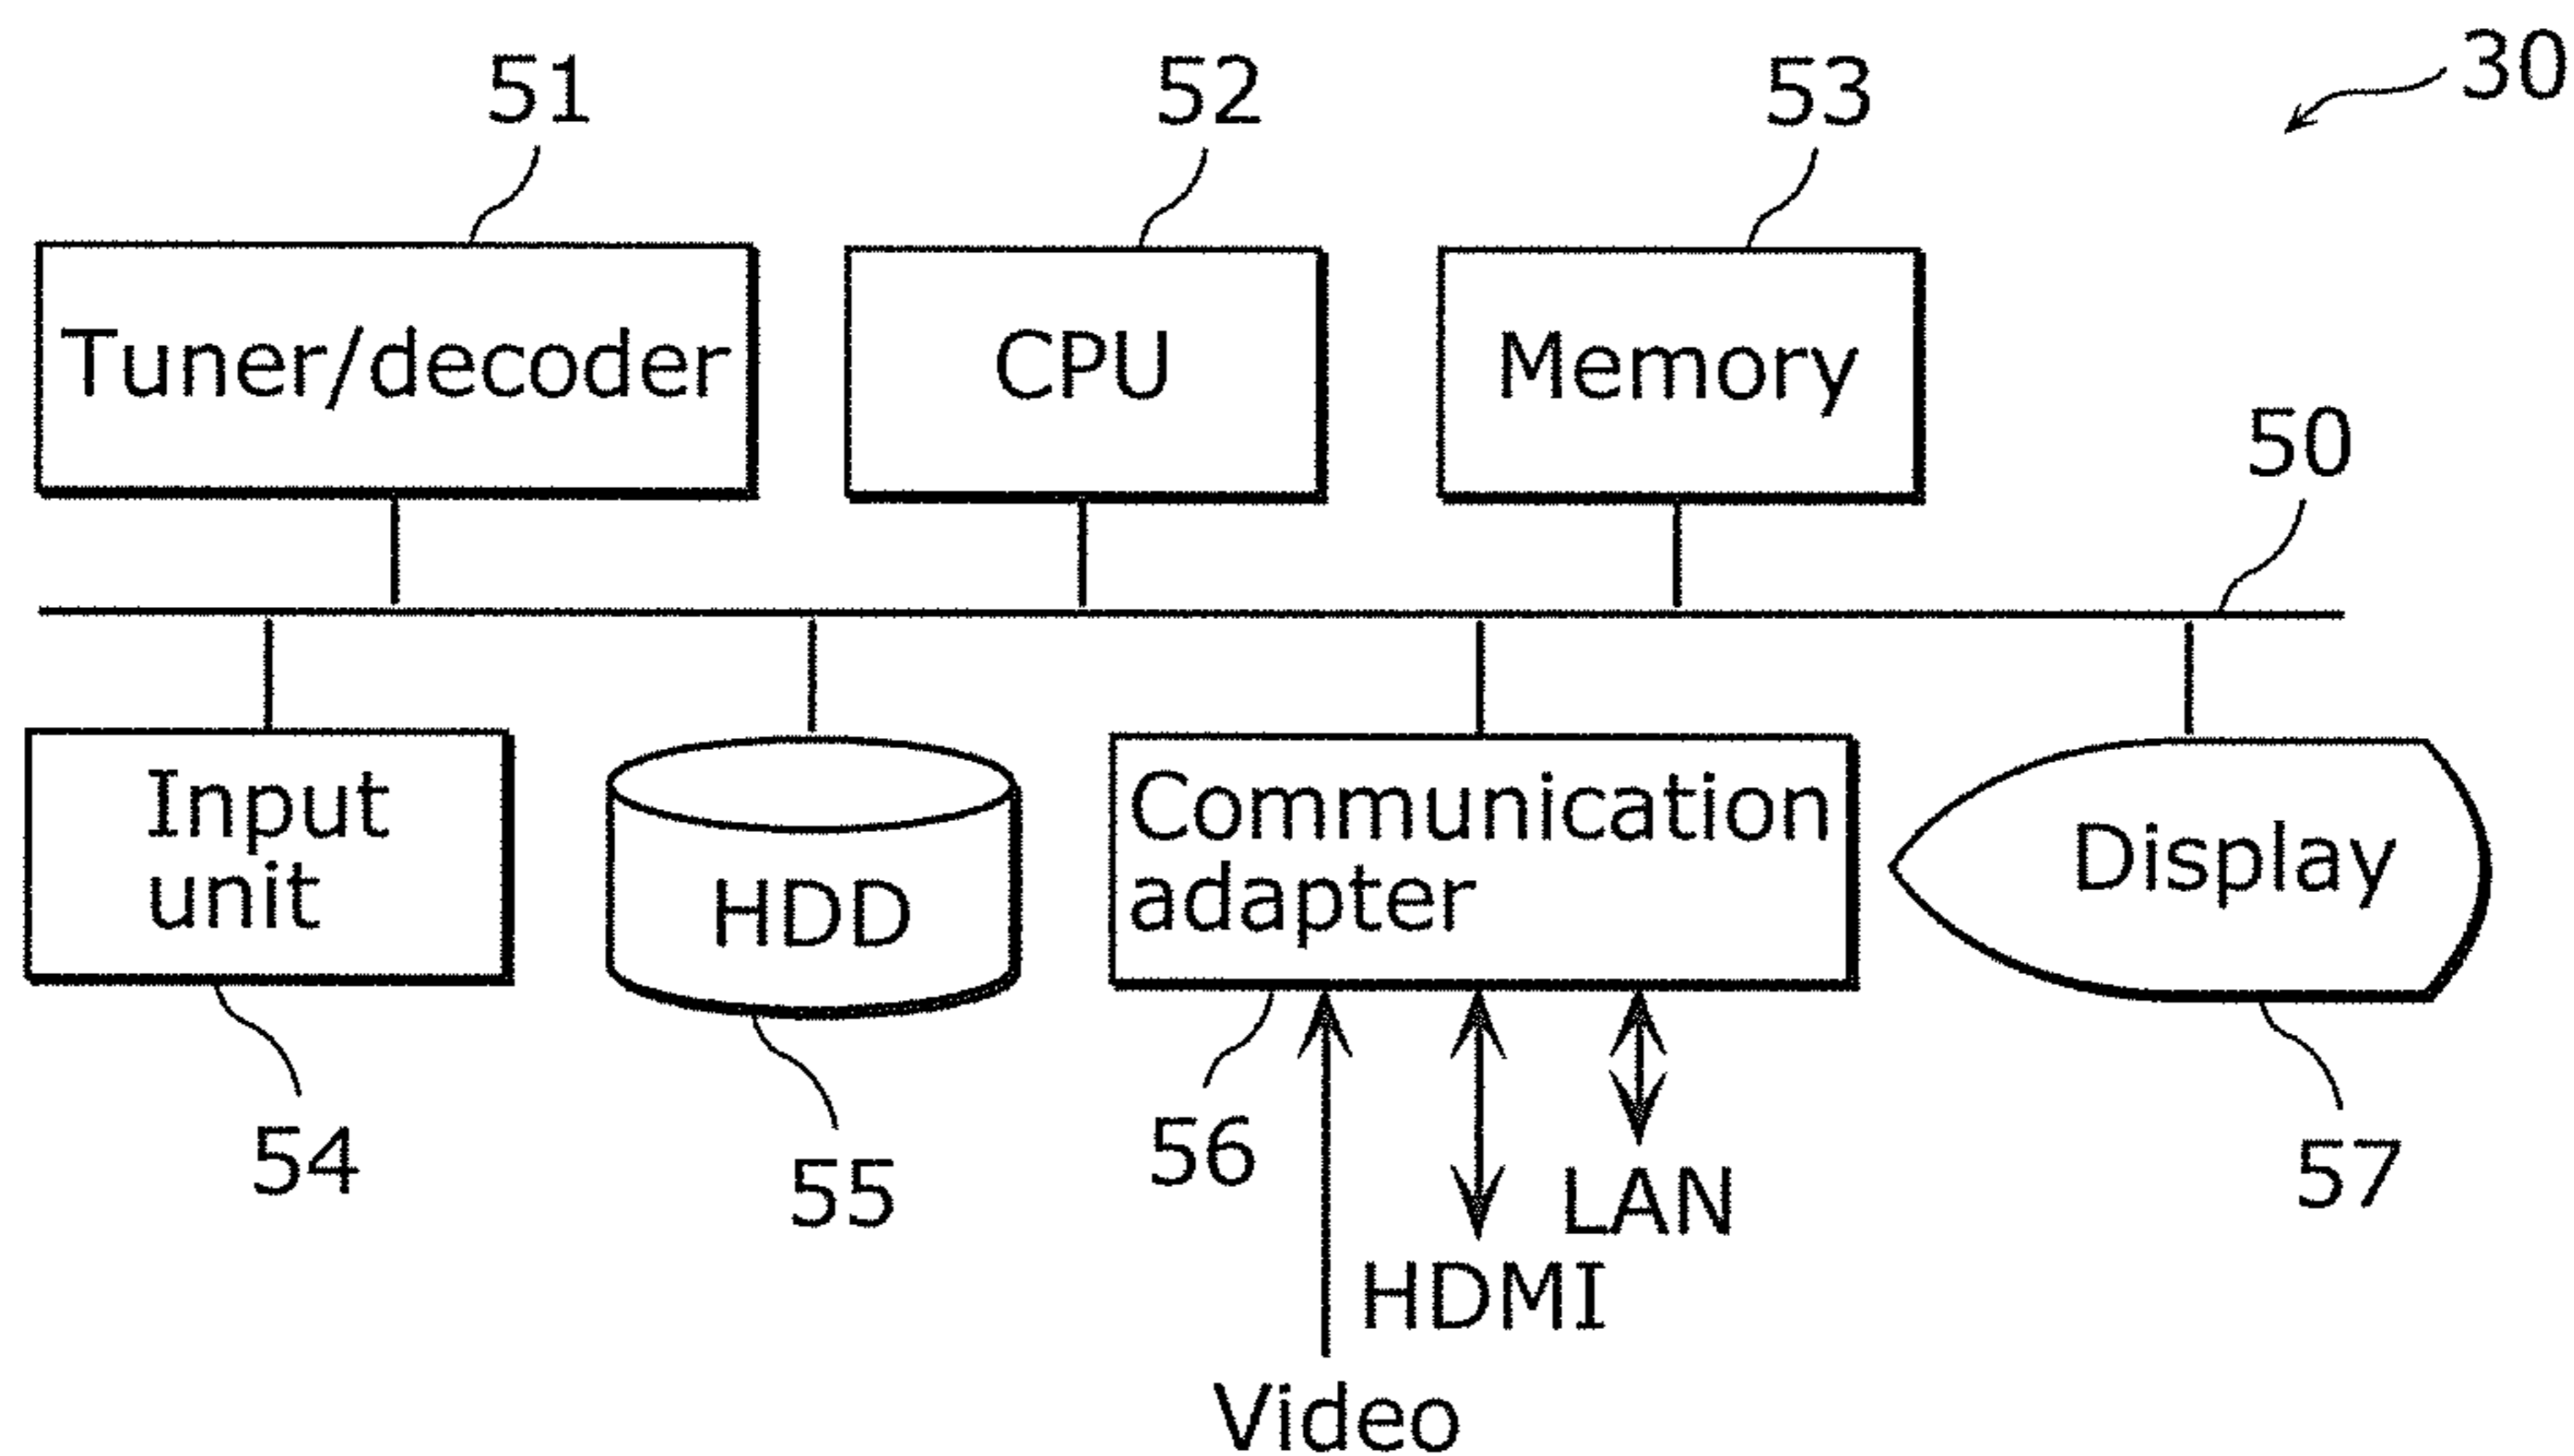 30
51
52
53
Tuner/decoder
CPU
Memory
50
Input
unit
HDD
Communication
adapter
Display
54
55
56
57
LAN
HDMI
Video